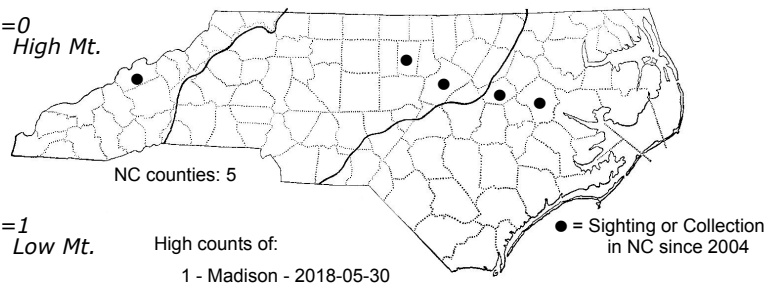 =0
High Mt.
NC counties: 5
=1
Low Mt.
High counts of:
1 - Madison - 2018-05-30
● = Sighting or Collection
in NC since 2004